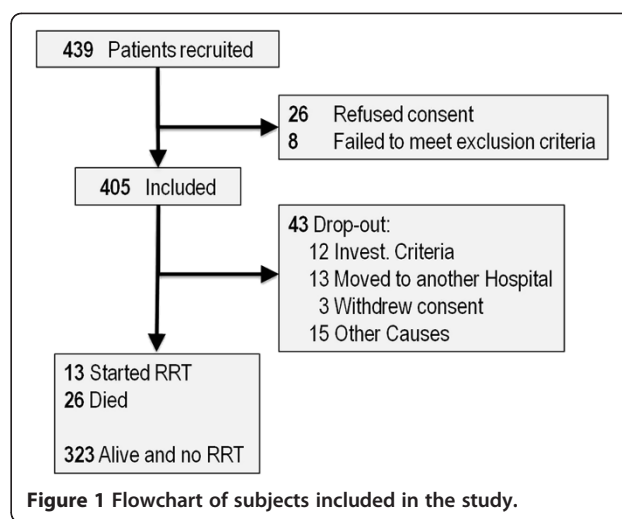 439 Patients recruited
26 Refused consent
8 Failed to meet exclusion criteria
405 Included
43 Drop-out:
12 Invest. Criteria
13 Moved to another Hospital
3 Withdrew consent
15 Other Causes
13 Started RRT
26 Died
323 Alive and no RRT
Figure 1 Flowchart of subjects included in the study.